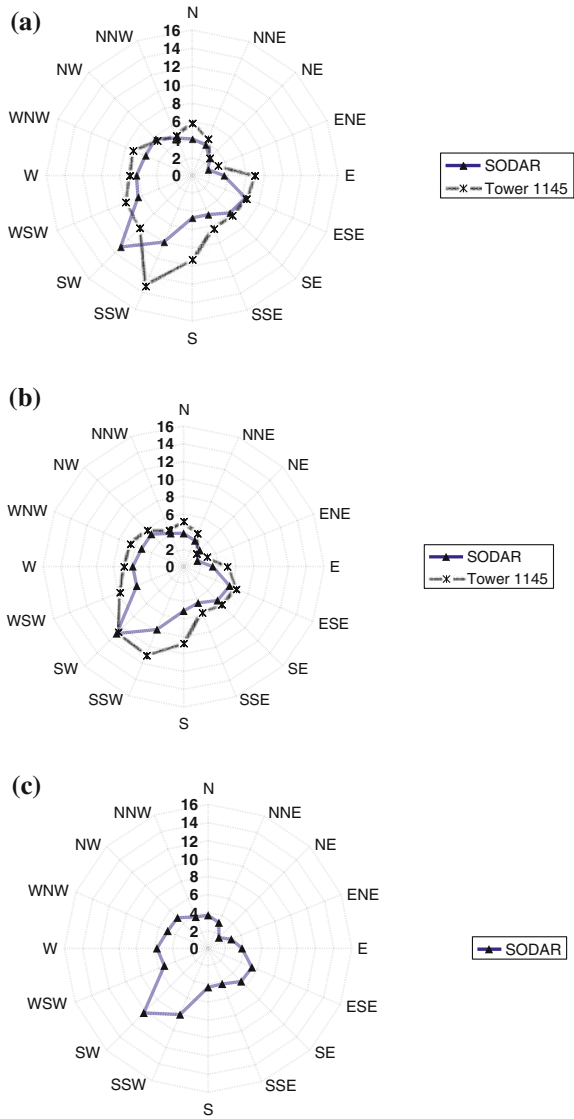 (a)
N
NNW
NNE
NW
NE
WNW
ENE
W
E
WSW
ESE
SW
SE
SSW
SSE
S
16
14
12
10
8
6
4
2
0
SODAR
Tower 1145
(b)
N
NNW
NNE
NW
NE
WNW
ENE
W
E
WSW
ESE
SW
SE
SSW
SSE
S
16
14
12
10
8
6
4
2
0
SODAR
Tower 1145
(c)
N
NNW
NNE
NW
NE
WNW
ENE
W
E
WSW
ESE
SW
SE
SSW
SSE
S
16
14
12
10
8
6
4
2
0
SODAR